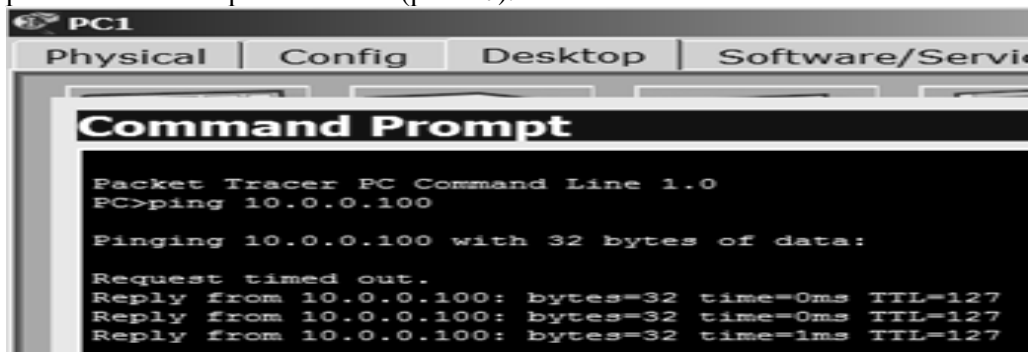 PC1
Physical Config Desktop Software/Servi
Command Prompt
Packet Tracer PC Command Line 1.0
PC>ping 10.0.0.100
Pinging 10.0.0.100 with 32 bytes of data:
Request timed out.
Reply from 10.0.0.100: bytes=32 time=0ms TTL=127
Reply from 10.0.0.100: bytes=32 time=0ms TTL=127
Reply from 10.0.0.100: bytes=32 time=1ms TTL=127